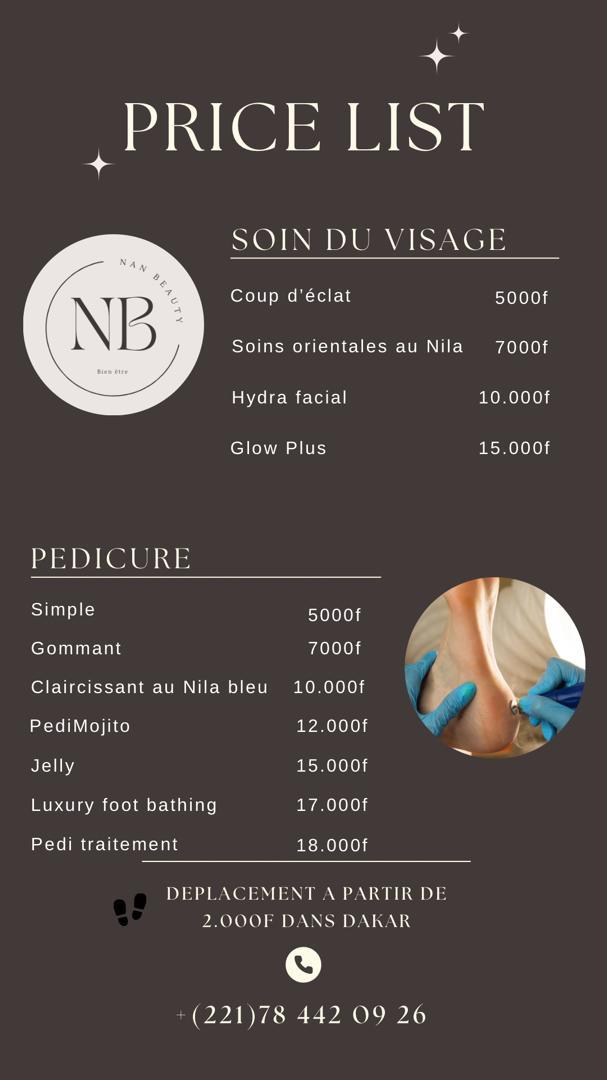 PRICE LIST
NAN BEAUTY
NB
Bien être
SOIN DU VISAGE
Coup d'éclat 5000f
Soins orientales au Nila 7000f
Hydra facial 10.000f
Glow Plus 15.000f
PEDICURE
Simple 5000f
Gommant 7000f
Claircissant au Nila bleu 10.000f
PediMojito 12.000f
Jelly 15.000f
Luxury foot bathing 17.000f
Pedi traitement 18.000f
DEPLACEMENT A PARTIR DE
2.000F DANS DAKAR
+(221)78 442 09 26